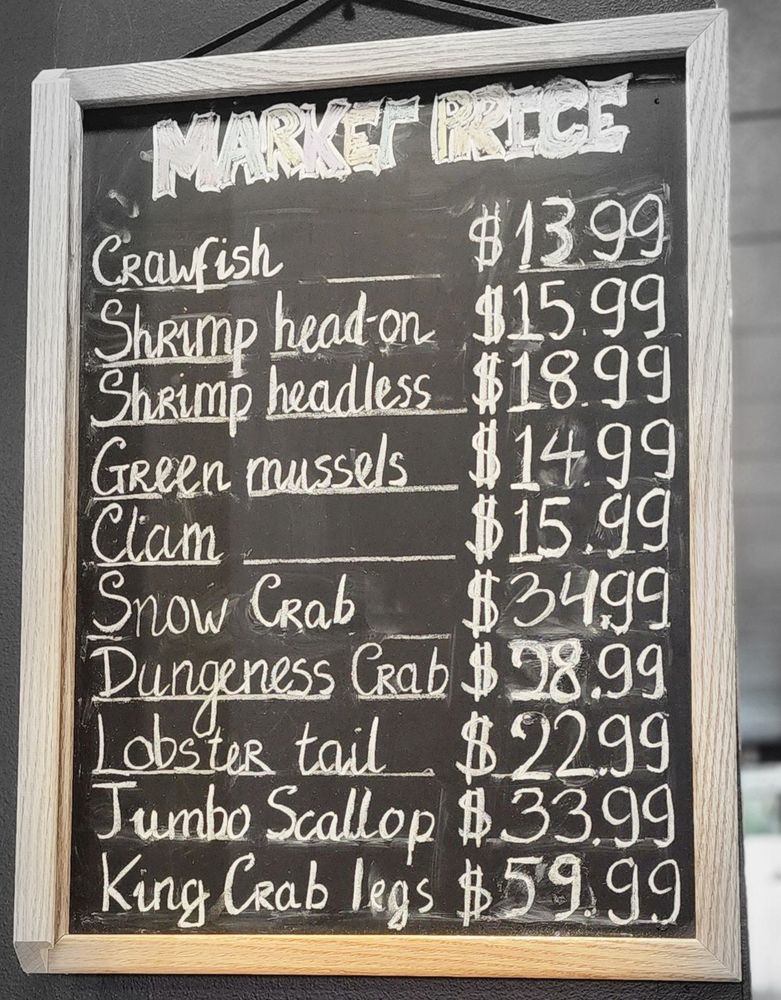 MARKET PRICE
Crawfish $13.99
Shrimp head-on $15.99
Shrimp headless $18.99
Green mussels $14.99
Clam $15.99
Snow Crab $34.99
Dungeness Crab $28.99
Lobster tail $22.99
Jumbo Scallop $33.99
King Crab legs $59.99